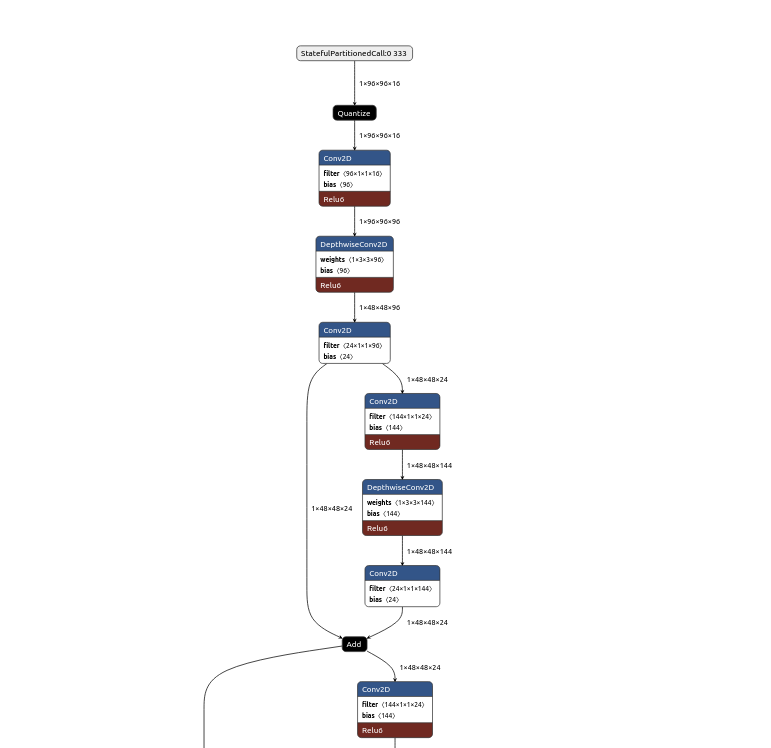 StatefulPartitionedCall:0 333
1×96×96×16
Quantize
1×96×96×16
Conv2D
filter ⟨96×1×1×16⟩
bias ⟨96⟩
Relu6
1×96×96×96
DepthwiseConv2D
weights ⟨1×3×3×96⟩
bias ⟨96⟩
Relu6
1×48×48×96
Conv2D
filter ⟨24×1×1×96⟩
bias ⟨24⟩
1×48×48×24
Conv2D
filter ⟨144×1×1×24⟩
bias ⟨144⟩
Relu6
1×48×48×144
DepthwiseConv2D
weights ⟨1×3×3×144⟩
1×48×48×24
bias ⟨144⟩
Relu6
1×48×48×144
Conv2D
filter ⟨24×1×1×144⟩
bias ⟨24⟩
1×48×48×24
Add
1×48×48×24
Conv2D
filter ⟨144×1×1×24⟩
bias ⟨144⟩
Relu6